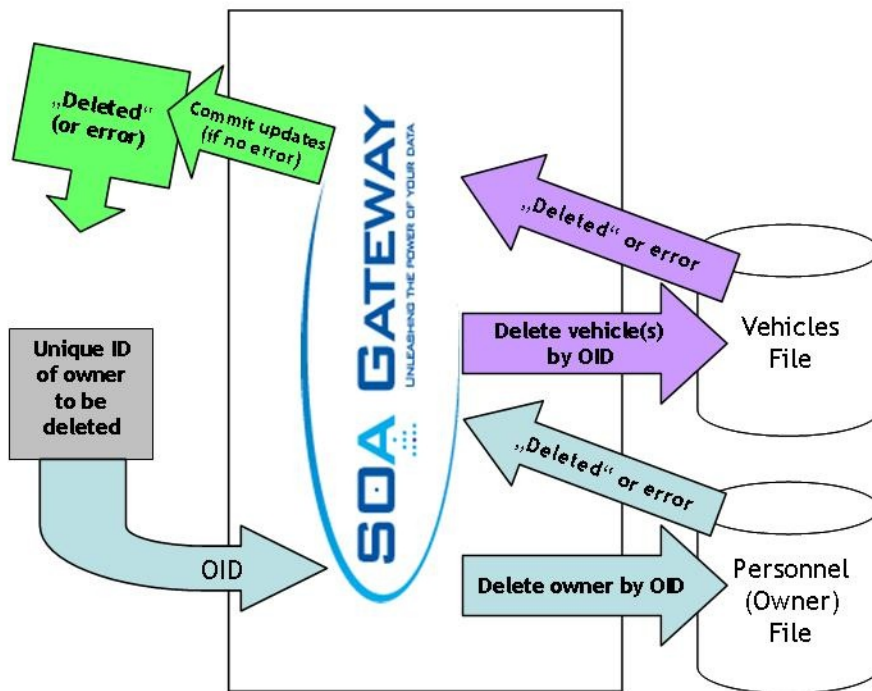 „Deleted“
(or error)
Commit updates
(if no error)
„Deleted“ or error
Vehicles
File
Delete vehicle(s)
by OID
Unique ID
of owner
to be
deleted
SOA GATEWAY
UNLEASHING THE POWER OF YOUR DATA
„Deleted“ or error
OID
Delete owner by OID
Personnel
(Owner)
File